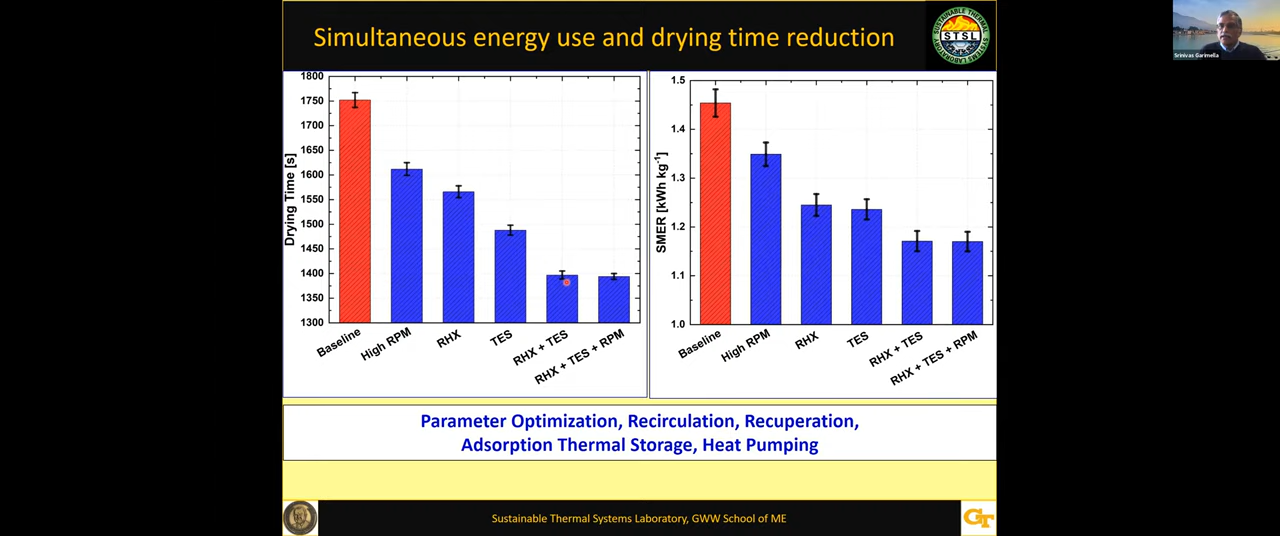 Simultaneous energy use and drying time reduction
SUSTAINABLE THERMAL SYSTEMS LABORATORY
STSL
Srinivas Garimella
Drying Time [s]
1800
1750
1700
1650
1600
1550
1500
1450
1400
1350
1300
Baseline
High RPM
RHX
TES
RHX + TES
RHX + TES + RPM
SMER [kWh kg-1]
1.5
1.4
1.3
1.2
1.1
1.0
Baseline
High RPM
RHX
TES
RHX + TES
RHX + TES + RPM
Parameter Optimization, Recirculation, Recuperation,
Adsorption Thermal Storage, Heat Pumping
Sustainable Thermal Systems Laboratory, GWW School of ME
GT